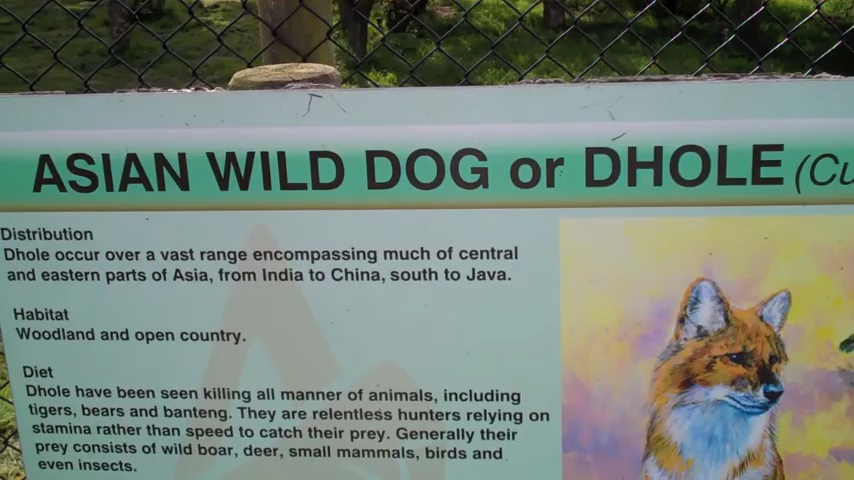 ASIAN WILD DOG or DHOLE (Cu
Distribution
Dhole occur over a vast range encompassing much of central
and eastern parts of Asia, from India to China, south to Java.
Habitat
Woodland and open country.
Diet
Dhole have been seen killing all manner of animals, including
tigers, bears and banteng. They are relentless hunters relying on
stamina rather than speed to catch their prey. Generally their
prey consists of wild boar, deer, small mammals, birds and
even insects.